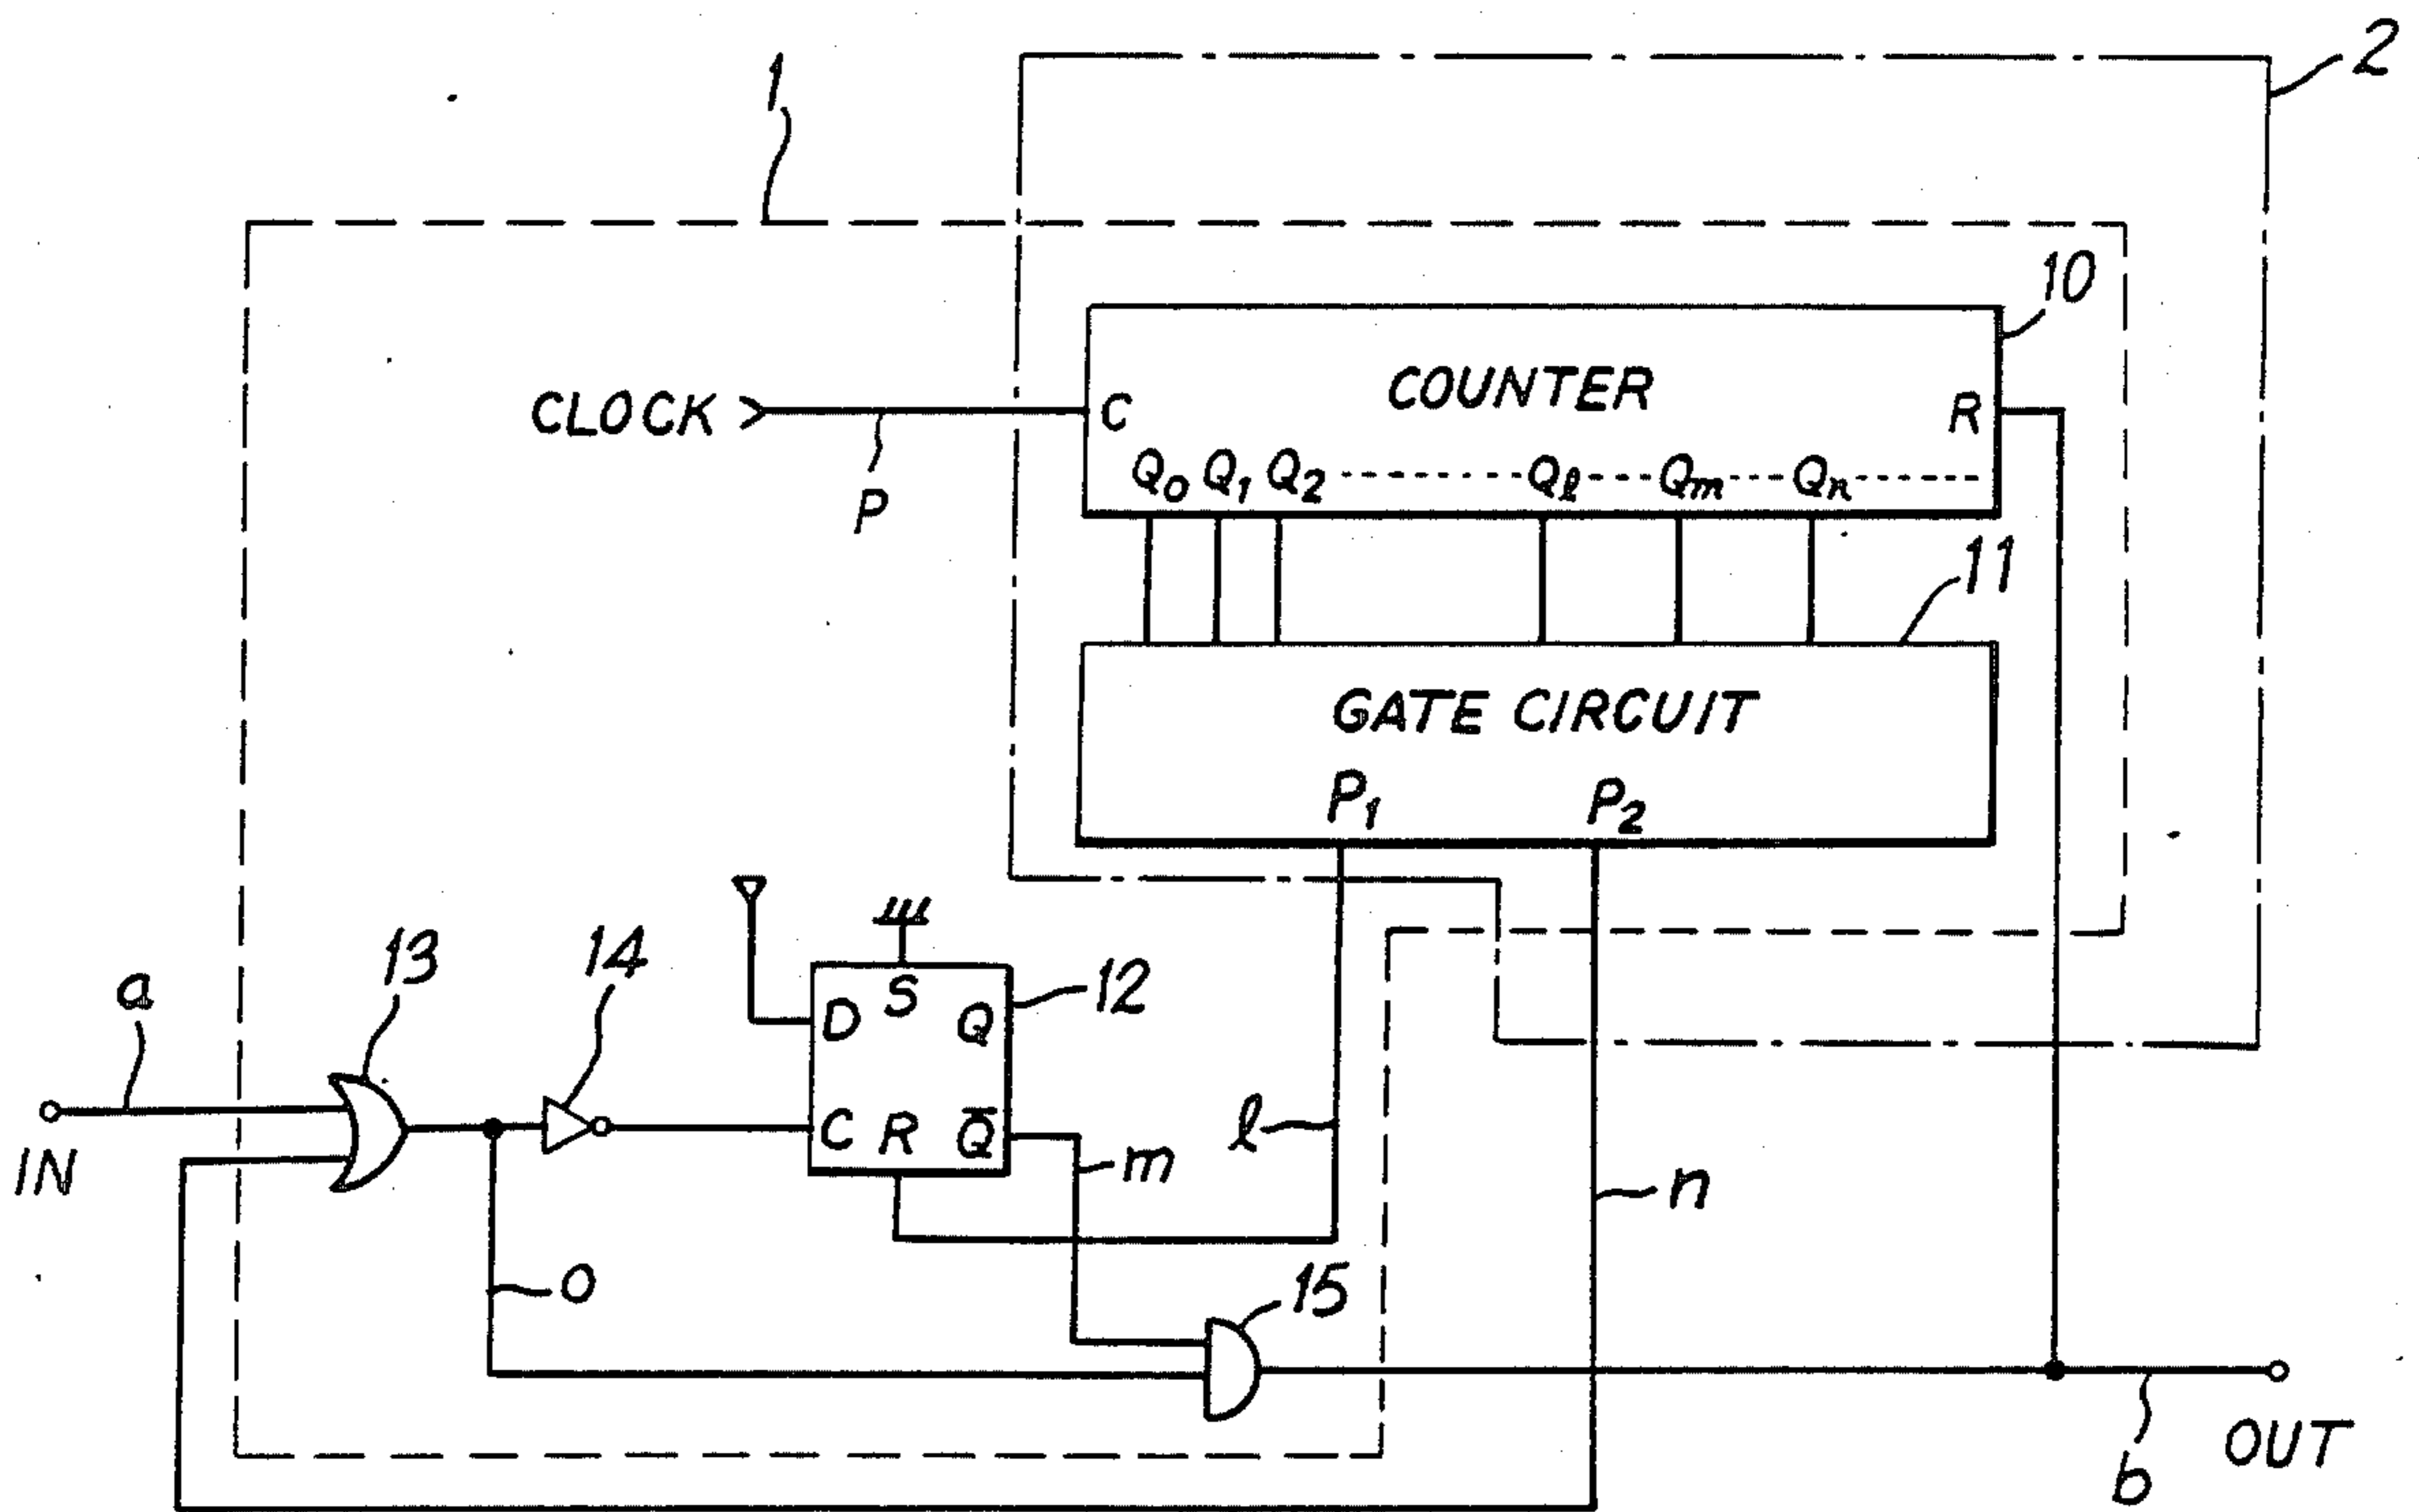 1
2
10
COUNTER
CLOCK
C
R
P
Q0 Q1 Q2 Ql Qm Qn
11
GATE CIRCUIT
P1 P2
13
14
12
a
D S Q
C R Q̅
IN
l
m
n
o
15
OUT
b